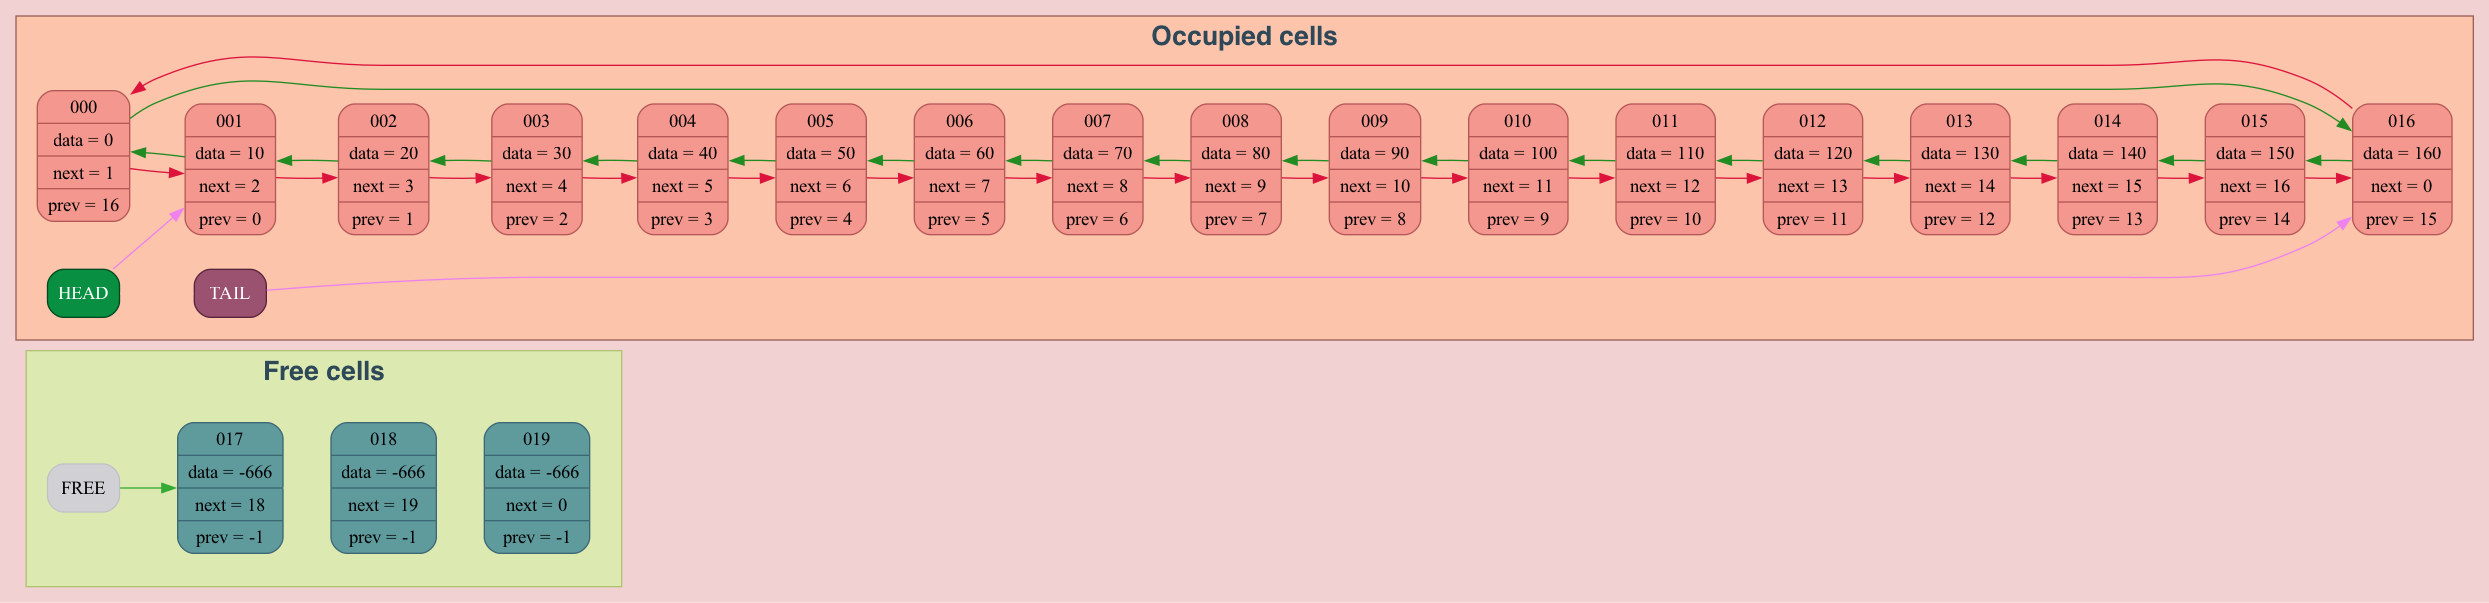 Occupied cells
000
data = 0
next = 1
prev = 16
001
data = 10
next = 2
prev = 0
002
data = 20
next = 3
prev = 1
003
data = 30
next = 4
prev = 2
004
data = 40
next = 5
prev = 3
005
data = 50
next = 6
prev = 4
006
data = 60
next = 7
prev = 5
007
data = 70
next = 8
prev = 6
008
data = 80
next = 9
prev = 7
009
data = 90
next = 10
prev = 8
010
data = 100
next = 11
prev = 9
011
data = 110
next = 12
prev = 10
012
data = 120
next = 13
prev = 11
013
data = 130
next = 14
prev = 12
014
data = 140
next = 15
prev = 13
015
data = 150
next = 16
prev = 14
016
data = 160
next = 0
prev = 15
HEAD
TAIL
Free cells
FREE
017
data = -666
next = 18
prev = -1
018
data = -666
next = 19
prev = -1
019
data = -666
next = 0
prev = -1